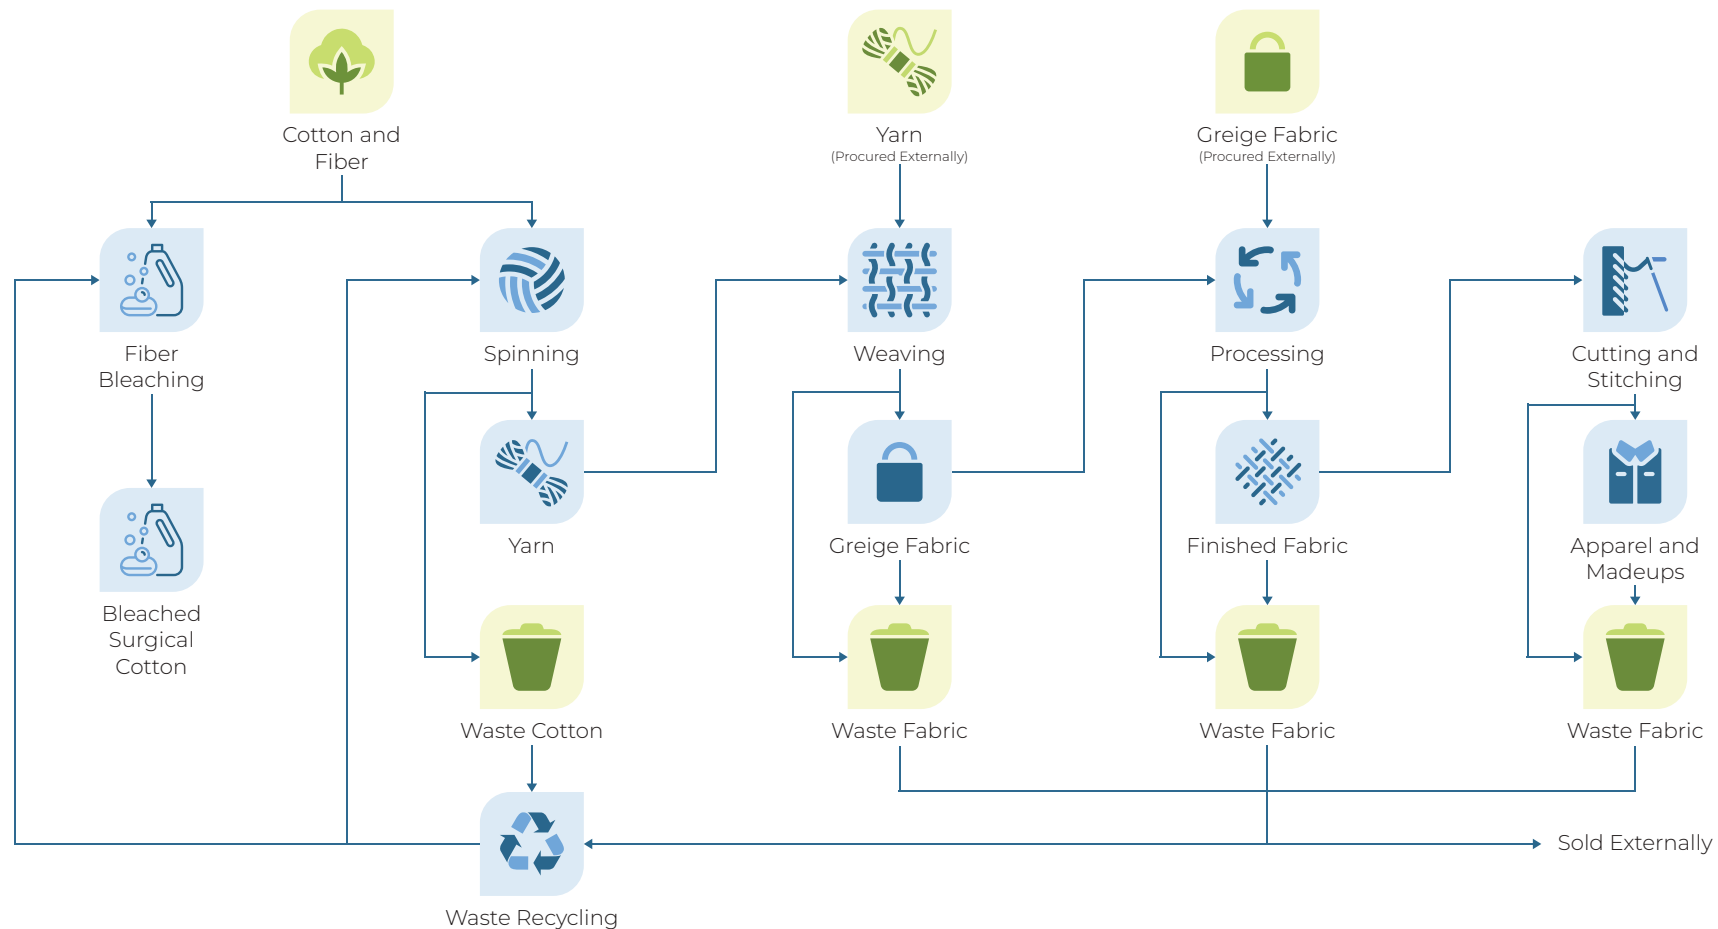 Cotton and
Fiber
Yarn
(Procured Externally)
Greige Fabric
(Procured Externally)
Fiber
Bleaching
Spinning
Weaving
Processing
Cutting and
Stitching
Yarn
Greige Fabric
Finished Fabric
Apparel and
Madeups
Bleached
Surgical
Cotton
Waste Cotton
Waste Fabric
Waste Fabric
Waste Fabric
Sold Externally
Waste Recycling